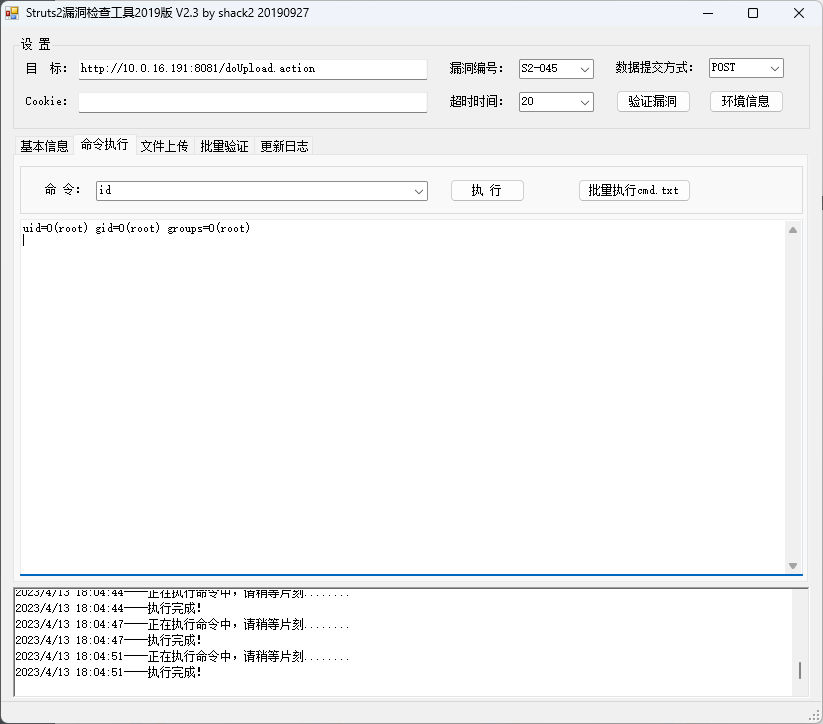 Struts2漏洞检查工具2019版 V2.3 by shack2 20190927
设 置
目 标: http://10.0.16.191:8081/doUpload.action 漏洞编号: S2-045 数据提交方式: POST
Cookie: 超时时间: 20 验证漏洞 环境信息
基本信息 命令执行 文件上传 批量验证 更新日志
命 令: id 执 行 批量执行cmd.txt
uid=0(root) gid=0(root) groups=0(root)
2023/4/13 18:04:44——正在执行命令中，请稍等片刻........
2023/4/13 18:04:44——执行完成!
2023/4/13 18:04:47——正在执行命令中，请稍等片刻........
2023/4/13 18:04:47——执行完成!
2023/4/13 18:04:51——正在执行命令中，请稍等片刻........
2023/4/13 18:04:51——执行完成!